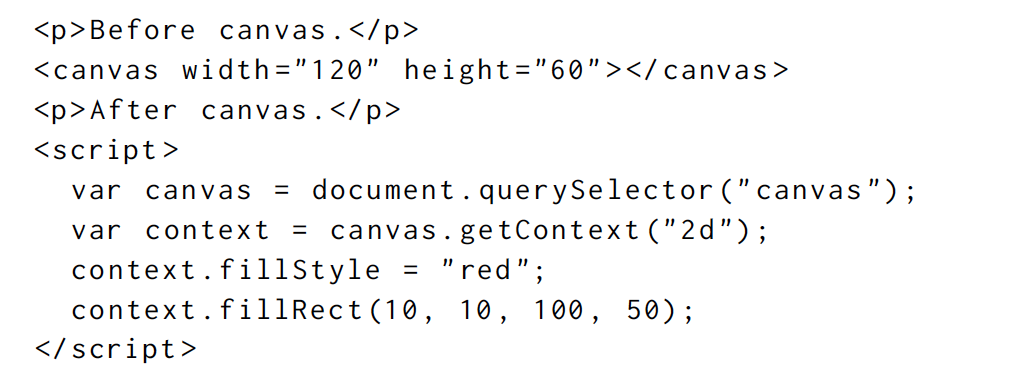 <p>Before canvas.</p>
<canvas width="120" height="60"></canvas>
<p>After canvas.</p>
<script>
  var canvas = document.querySelector("canvas");
  var context = canvas.getContext("2d");
  context.fillStyle = "red";
  context.fillRect(10, 10, 100, 50);
</script>